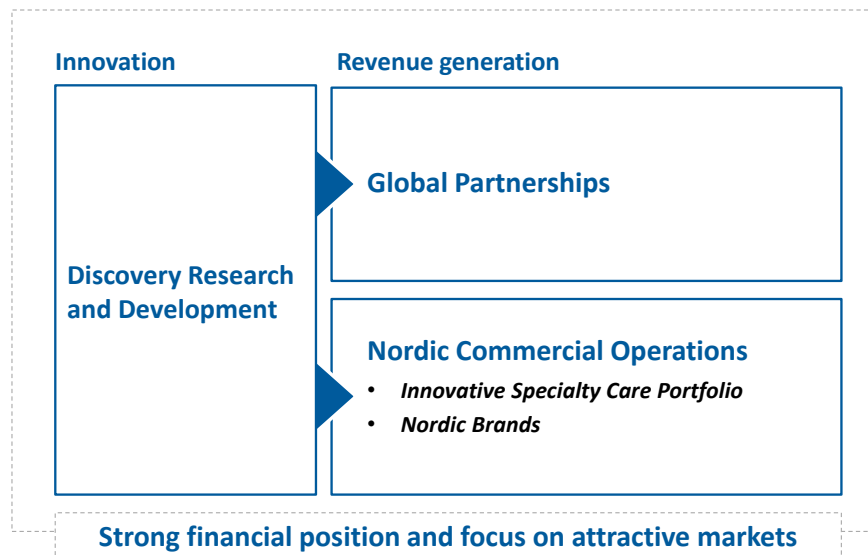 Innovation
Revenue generation
Discovery Research
and Development
Global Partnerships
Nordic Commercial Operations
• Innovative Specialty Care Portfolio
• Nordic Brands
Strong financial position and focus on attractive markets